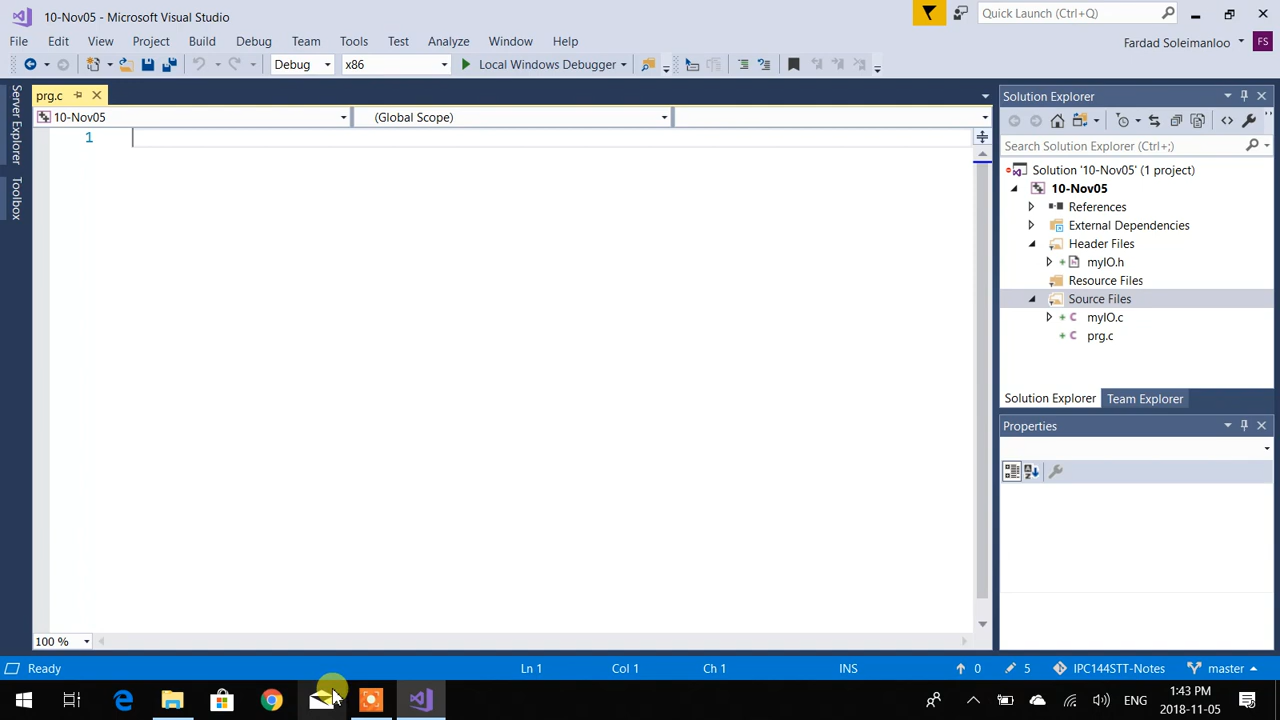 10-Nov05 - Microsoft Visual Studio
Quick Launch (Ctrl+Q)
File Edit View Project Build Debug Team Tools Test Analyze Window Help
Fardad Soleimanloo FS
Debug x86 Local Windows Debugger
Server Explorer
Toolbox
prg.c
10-Nov05 (Global Scope)
1
100 %
Solution Explorer
Search Solution Explorer (Ctrl+;)
Solution '10-Nov05' (1 project)
10-Nov05
References
External Dependencies
Header Files
myIO.h
Resource Files
Source Files
myIO.c
prg.c
Solution Explorer Team Explorer
Properties
Ready Ln 1 Col 1 Ch 1 INS 0 5 IPC144STT-Notes master
ENG
1:43 PM
2018-11-05